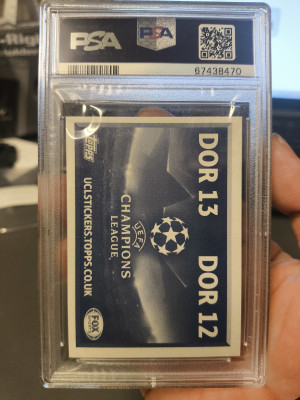 PSA
PSA
67438470
DOR 13 DOR 12
UEFA
CHAMPIONS
LEAGUE
TOPPS
UCLSTICKERS.TOPPS.CO.UK
FOX